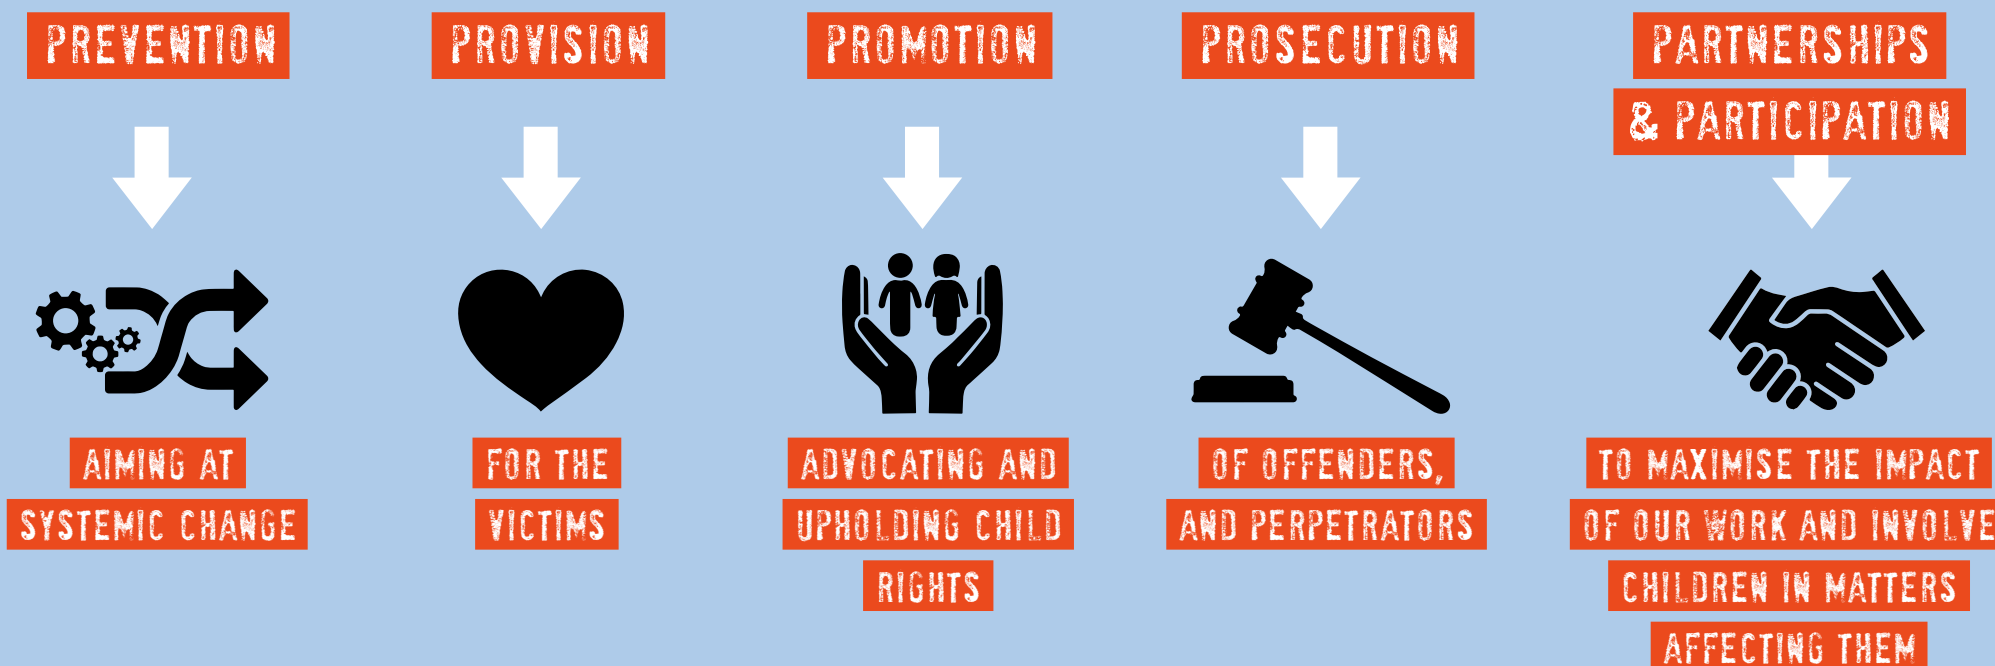 PREVENTION
AIMING AT
SYSTEMIC CHANGE
PROVISION
FOR THE
VICTIMS
PROMOTION
ADVOCATING AND
UPHOLDING CHILD
RIGHTS
PROSECUTION
OF OFFENDERS,
AND PERPETRATORS
PARTNERSHIPS
& PARTICIPATION
TO MAXIMISE THE IMPACT
OF OUR WORK AND INVOLVE
CHILDREN IN MATTERS
AFFECTING THEM